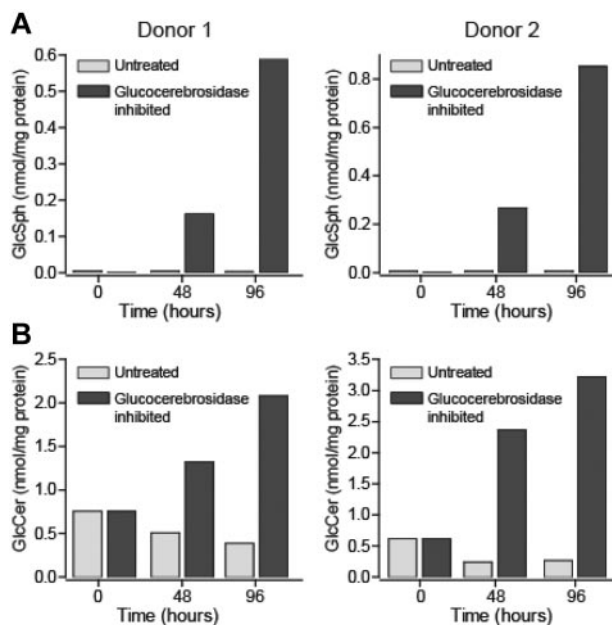 A
Donor 1
Donor 2
GlcSph (nmol/mg protein)
0.6
0.5
0.4
0.3
0.2
0.1
0.0
Untreated
Glucocerebrosidase
inhibited
0 48 96
Time (hours)
GlcSph (nmol/mg protein)
0.8
0.6
0.4
0.2
0.0
Untreated
Glucocerebrosidase
inhibited
0 48 96
Time (hours)
B
GlcCer (nmol/mg protein)
2.5
2.0
1.5
1.0
0.5
0.0
Untreated
Glucocerebrosidase
inhibited
0 48 96
Time (hours)
GlcCer (nmol/mg protein)
3.5
3.0
2.5
2.0
1.5
1.0
0.5
0.0
Untreated
Glucocerebrosidase
inhibited
0 48 96
Time (hours)